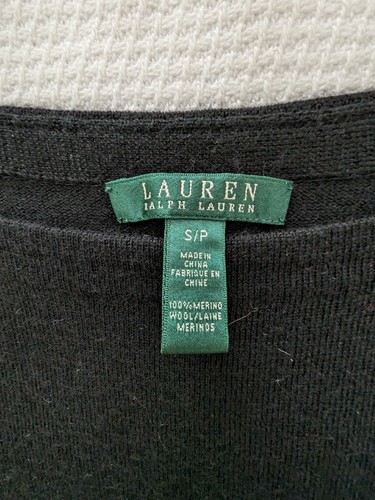 LAUREN
RALPH LAUREN
S/P
MADE IN
CHINA
FABRIQUE EN
CHINE
100% MERINO
WOOL/LAINE
MERINOS